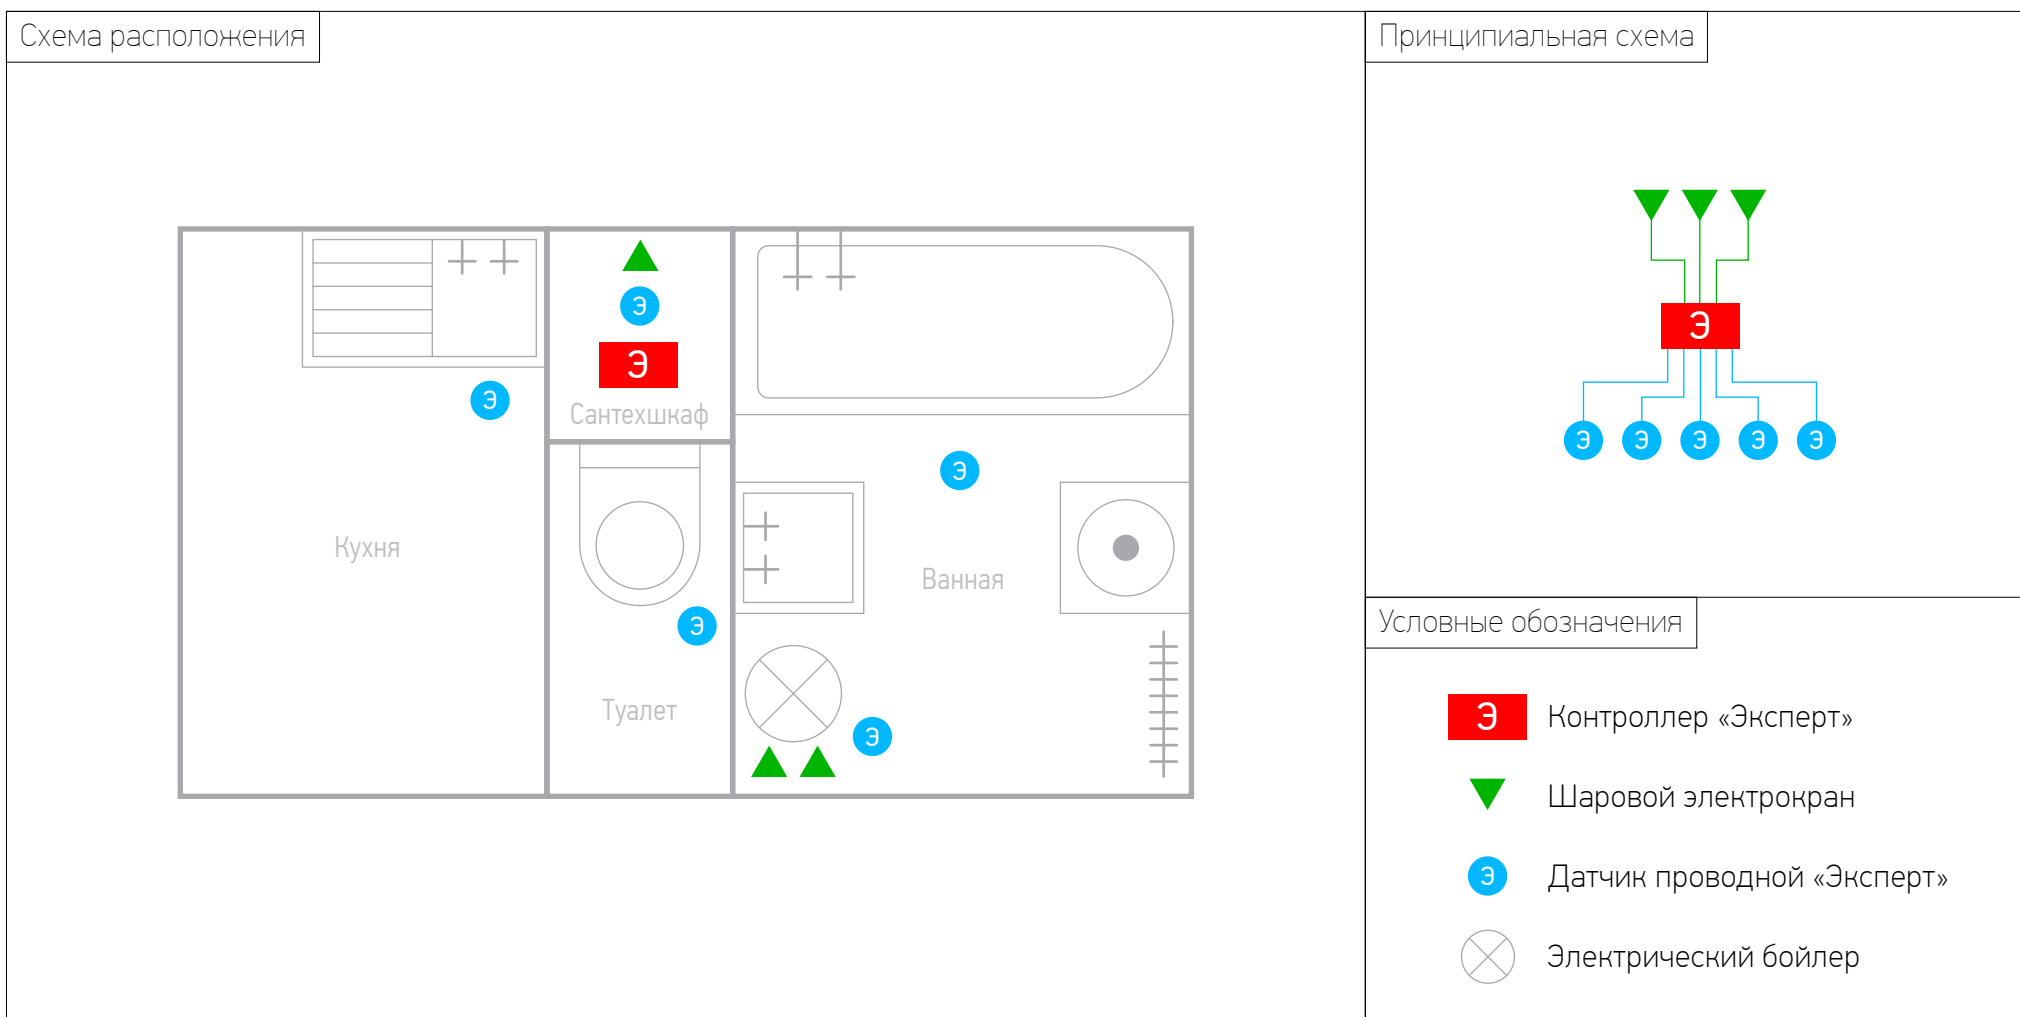 Схема расположения
Э
Э
Сантехшкаф
Э
Э
Кухня
Ванная
Э
Туалет
Э
Принципиальная схема
Э
Э Э Э Э Э
Условные обозначения
Э Контроллер «Эксперт»
Шаровой электрокран
Э Датчик проводной «Эксперт»
Электрический бойлер